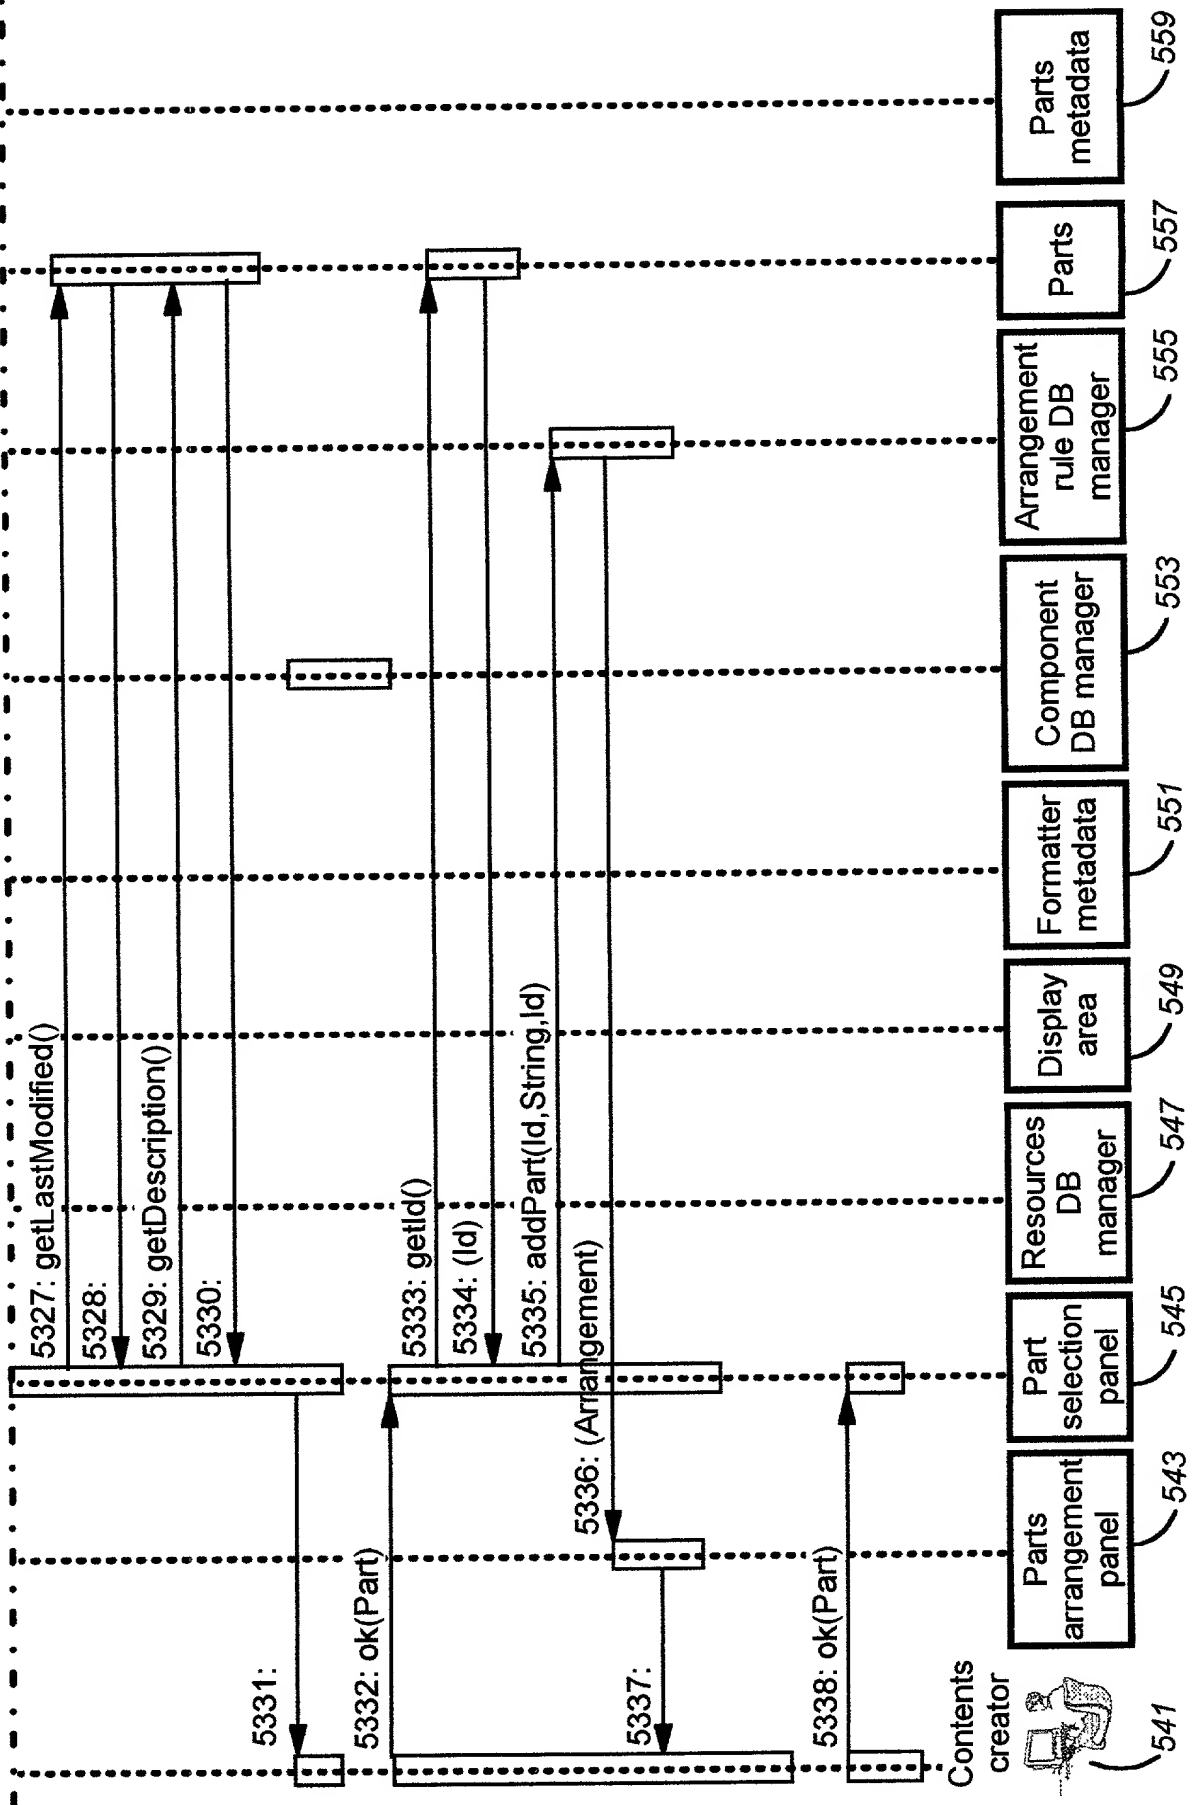 5327: getLastModified()
5328:
5329: getDescription()
5330:
5331:
5332: ok(Part)
5333: getId()
5334: (Id)
5335: addPart(Id,String,Id)
5336: (Arrangement)
5337:
5338: ok(Part)
Contents
creator
541
Parts
arrangement
panel
543
Part
selection
panel
545
Resources
DB
manager
547
Display
area
549
Formatter
metadata
551
Component
DB manager
553
Arrangement
rule DB
manager
555
Parts
557
Parts
metadata
559